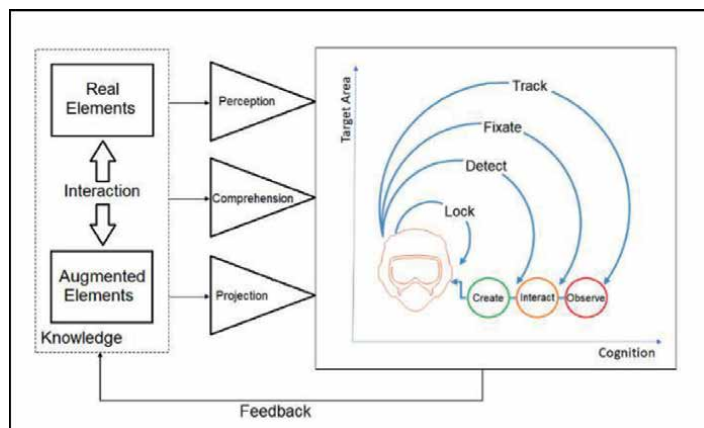 Real
Elements
Interaction
Augmented
Elements
Knowledge
Perception
Comprehension
Projection
Target Area
Track
Fixate
Detect
Lock
Create
Interact
Observe
Cognition
Feedback